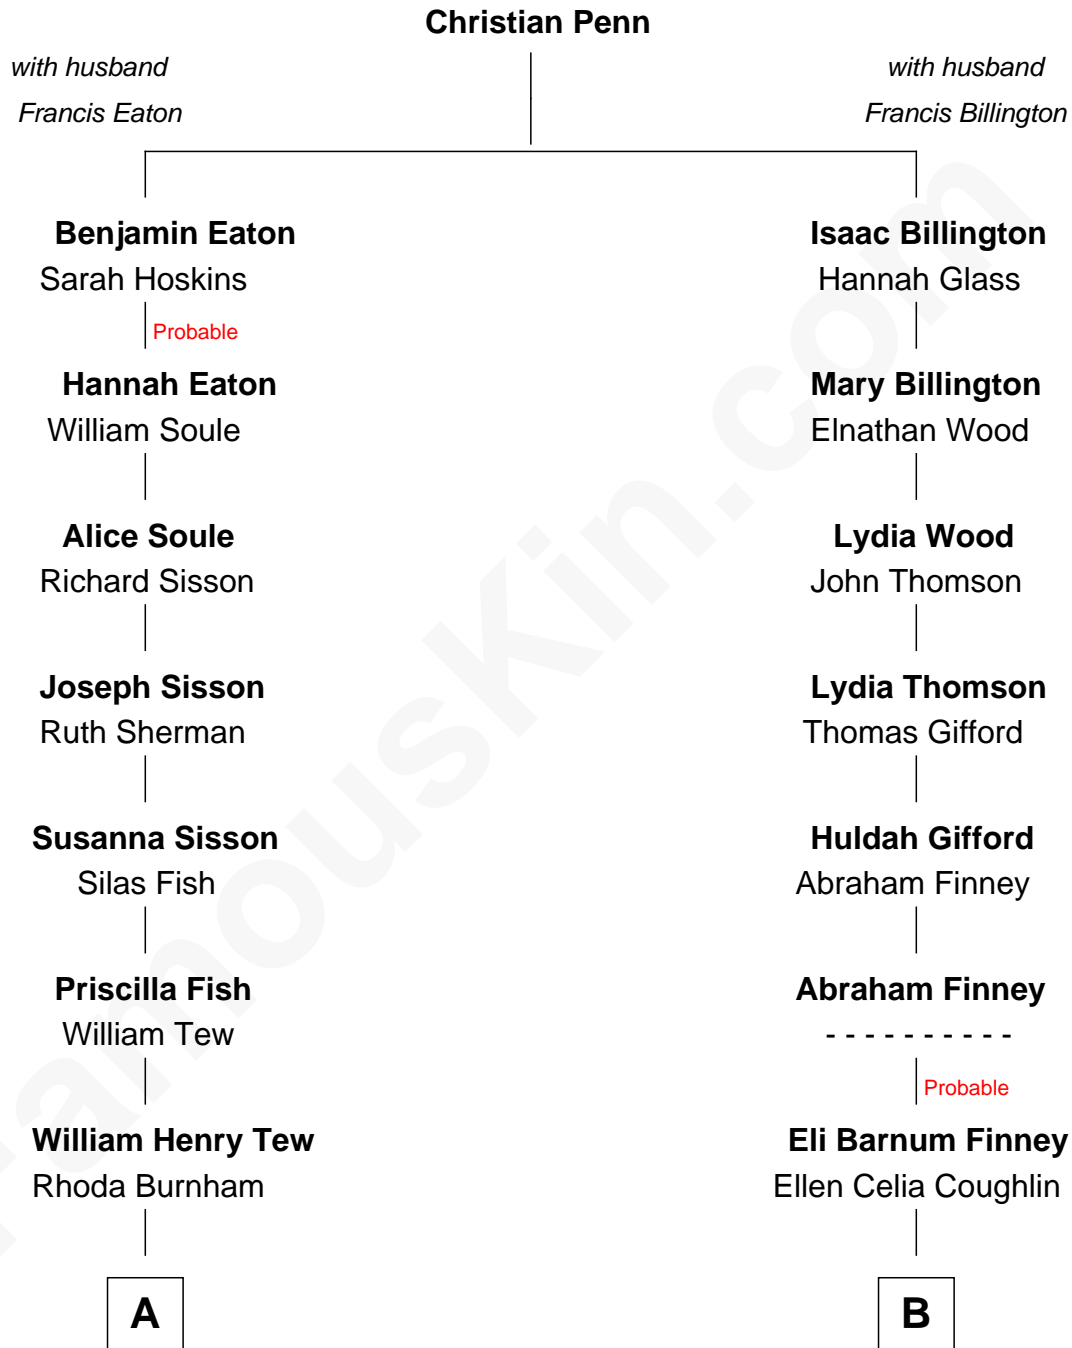 Christian Penn
with husband
Francis Eaton
with husband
Francis Billington
Benjamin Eaton
Sarah Hoskins
Probable
Hannah Eaton
William Soule
Alice Soule
Richard Sisson
Joseph Sisson
Ruth Sherman
Susanna Sisson
Silas Fish
Priscilla Fish
William Tew
William Henry Tew
Rhoda Burnham
A
Isaac Billington
Hannah Glass
Mary Billington
Elnathan Wood
Lydia Wood
John Thomson
Lydia Thomson
Thomas Gifford
Huldah Gifford
Abraham Finney
Abraham Finney
- - - - - - - - - -
Probable
Eli Barnum Finney
Ellen Celia Coughlin
B
FamousKin.com